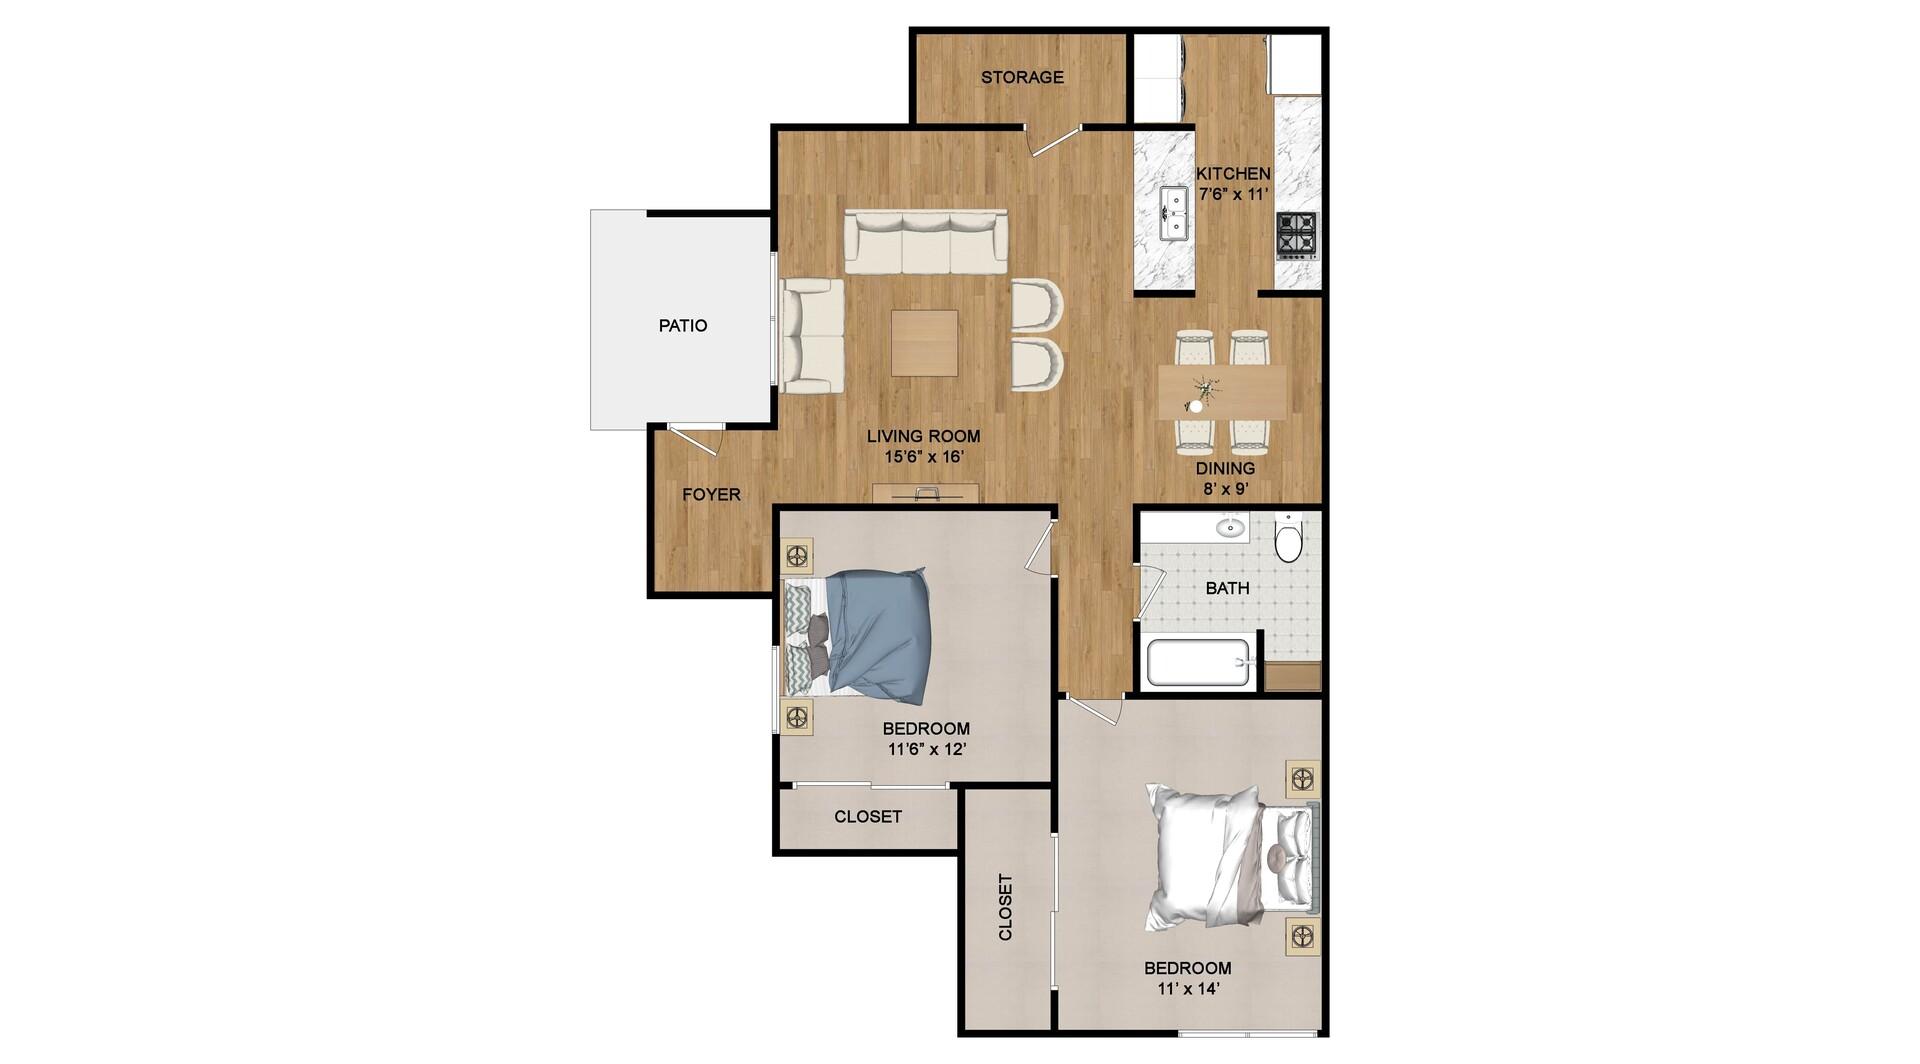 STORAGE
KITCHEN
7'6” x 11’
PATIO
LIVING ROOM
15'6” x 16’
DINING
8’ x 9’
FOYER
BATH
BEDROOM
11’6” x 12’
CLOSET
CLOSET
BEDROOM
11’ x 14’